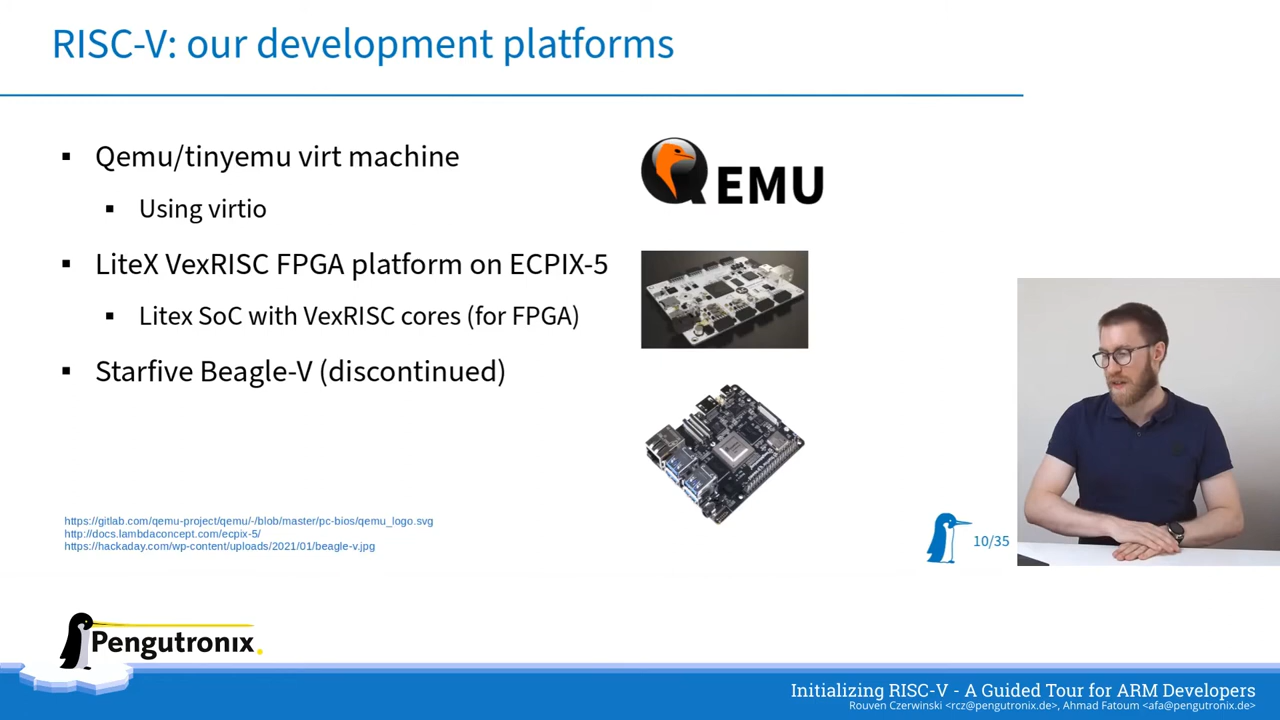 RISC-V: our development platforms
▪ Qemu/tinyemu virt machine
▪ Using virtio
▪ LiteX VexRISC FPGA platform on ECPIX-5
▪ Litex SoC with VexRISC cores (for FPGA)
▪ Starfive Beagle-V (discontinued)
QEMU
https://gitlab.com/qemu-project/qemu/-/blob/master/pc-bios/qemu_logo.svg
http://docs.lambdaconcept.com/ecpix-5/
https://hackaday.com/wp-content/uploads/2021/01/beagle-v.jpg
10/35
Pengutronix.
Initializing RISC-V - A Guided Tour for ARM Developers
Rouven Czerwinski <rcz@pengutronix.de>, Ahmad Fatoum <afa@pengutronix.de>